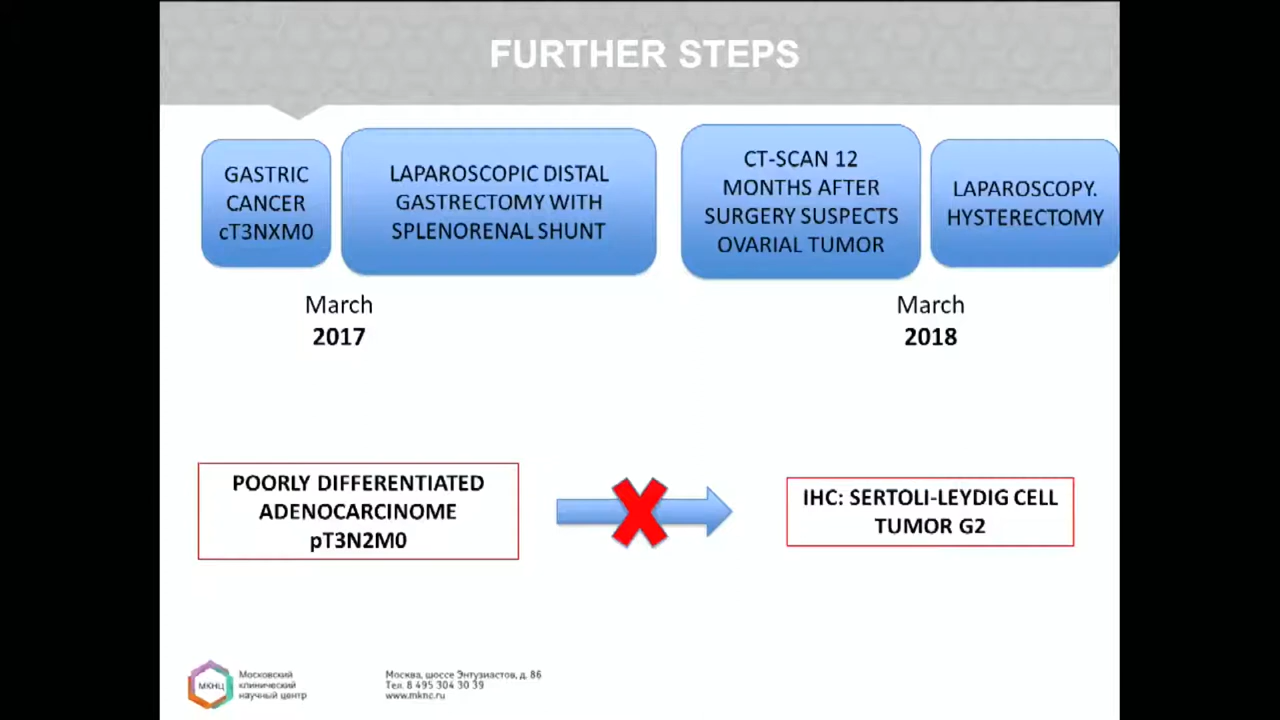 FURTHER STEPS
GASTRIC
CANCER
cT3NXM0
LAPAROSCOPIC DISTAL
GASTRECTOMY WITH
SPLENORENAL SHUNT
CT-SCAN 12
MONTHS AFTER
SURGERY SUSPECTS
OVARIAL TUMOR
LAPAROSCOPY.
HYSTERECTOMY
March
2017
March
2018
POORLY DIFFERENTIATED
ADENOCARCINOME
pT3N2M0
IHC: SERTOLI-LEYDIG CELL
TUMOR G2
МКНЦ
Московский
клинический
научный центр
Москва, шоссе Энтузиастов, д. 86
Тел. 8 495 304 30 39
www.mknc.ru